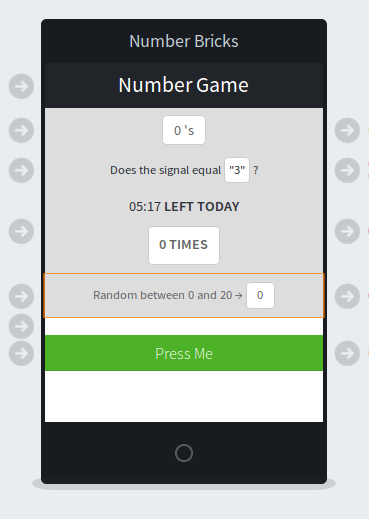 Number Bricks
Number Game
0 's
Does the signal equal "3" ?
05:17 LEFT TODAY
0 TIMES
Random between 0 and 20 → 0
Press Me